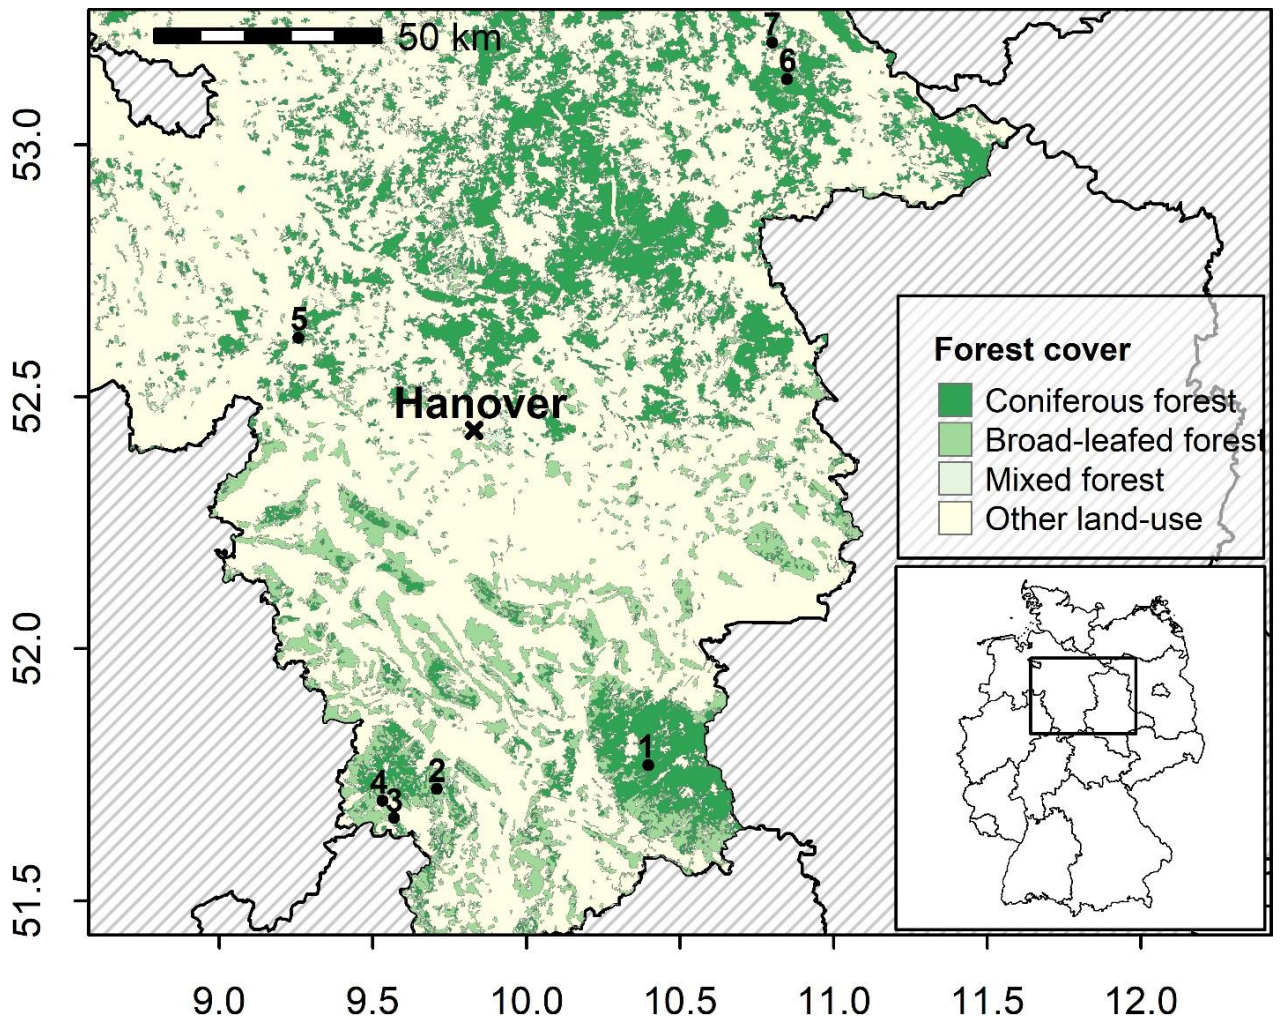 50 km
7
6
53.0
5
52.5
Hanover
Forest cover
Coniferous forest
Broad-leafed forest
Mixed forest
Other land-use
52.0
1
2
4
3
51.5
9.0 9.5 10.0 10.5 11.0 11.5 12.0